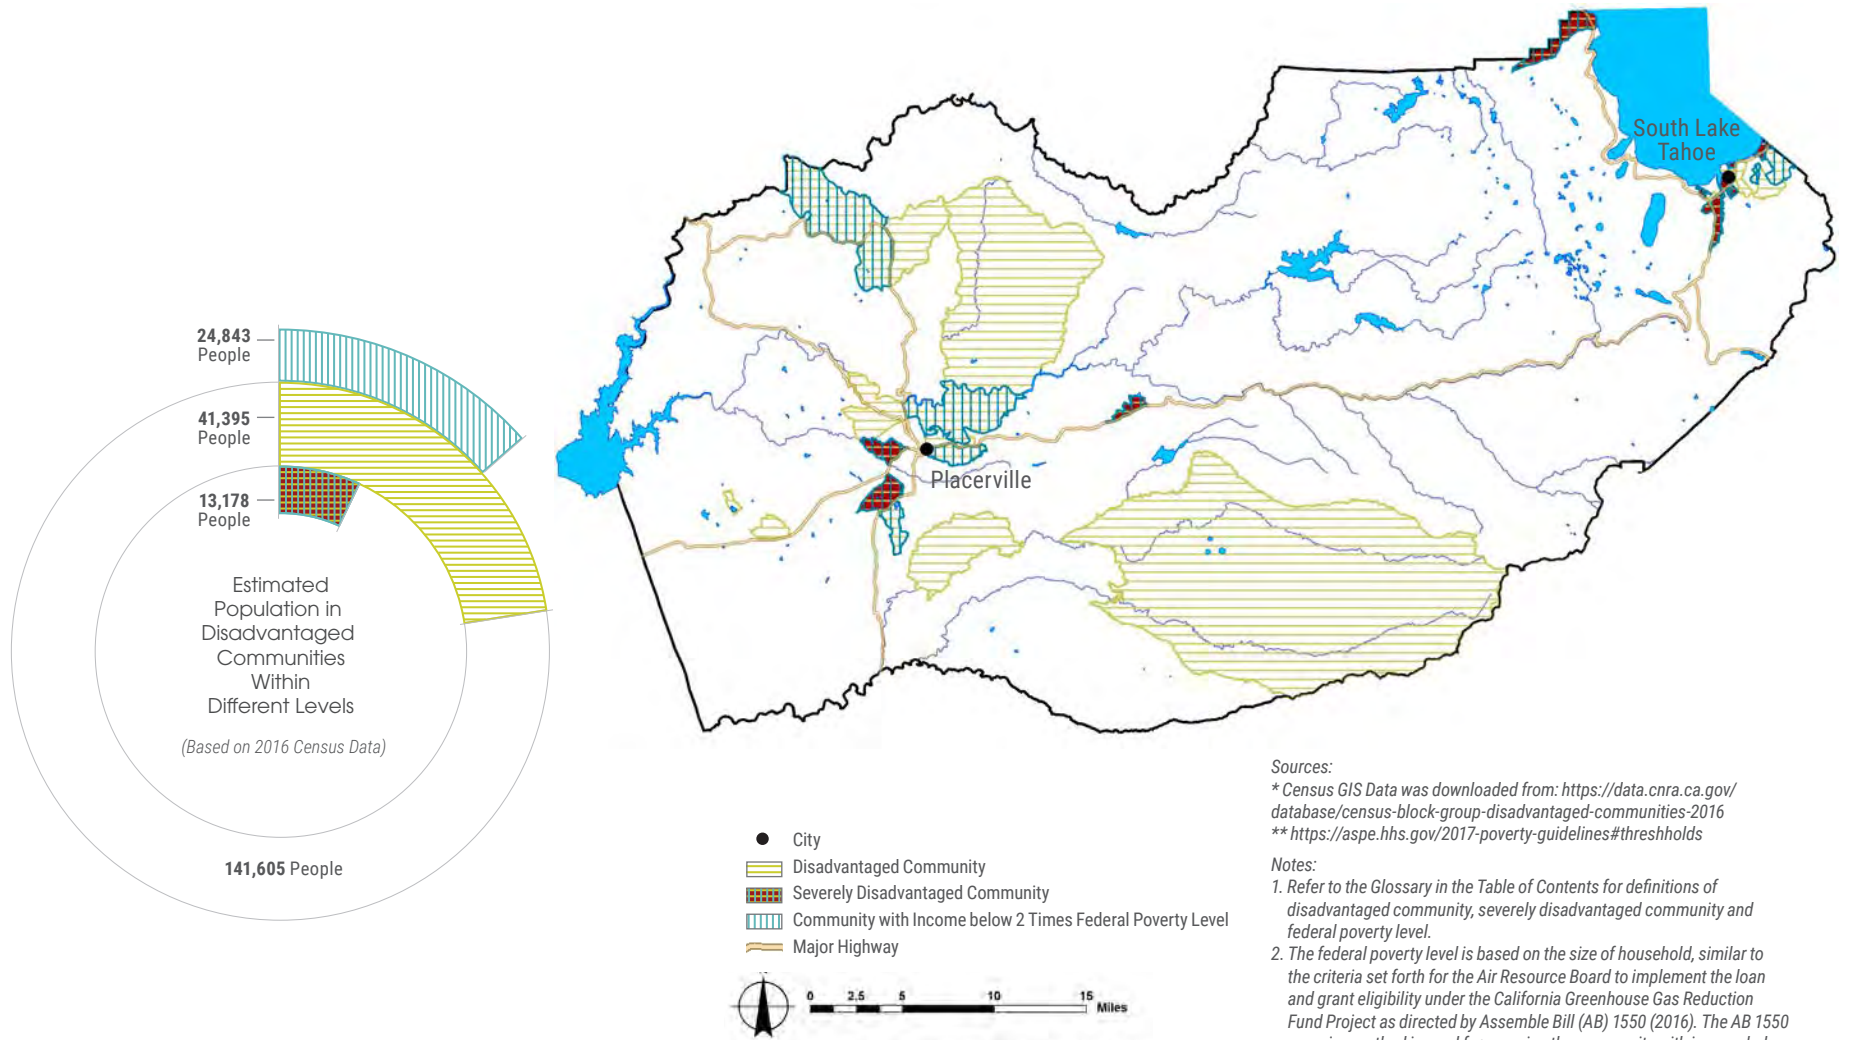 24,843
People
41,395
People
13,178
People
Estimated
Population in
Disadvantaged
Communities
Within
Different Levels
(Based on 2016 Census Data)
141,605 People
South Lake
Tahoe
Placerville
City
Disadvantaged Community
Severely Disadvantaged Community
Community with Income below 2 Times Federal Poverty Level
Major Highway
0 2.5 5 10 15
Miles
Sources:
* Census GIS Data was downloaded from: https://data.cnra.ca.gov/
database/census-block-group-disadvantaged-communities-2016
** https://aspe.hhs.gov/2017-poverty-guidelines#threshholds
Notes:
1. Refer to the Glossary in the Table of Contents for definitions of
disadvantaged community, severely disadvantaged community and
federal poverty level.
2. The federal poverty level is based on the size of household, similar to
the criteria set forth for the Air Resource Board to implement the loan
and grant eligibility under the California Greenhouse Gas Reduction
Fund Project as directed by Assemble Bill (AB) 1550 (2016). The AB 1550